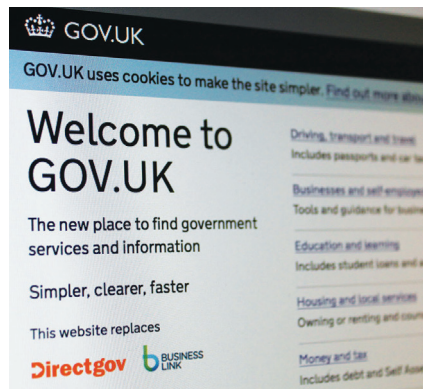 GOV.UK
GOV.UK uses cookies to make the site simpler. Find out more about
Welcome to
GOV.UK
The new place to find government
services and information
Simpler, clearer, faster
This website replaces
Directgov
BUSINESS
LINK
Driving, transport and travel
Includes passports and car
Businesses and self-employed
Tools and guidance for
Education and learning
Includes student loans and
Housing and local services
Owning or renting and
Money and tax
Includes debt and Self